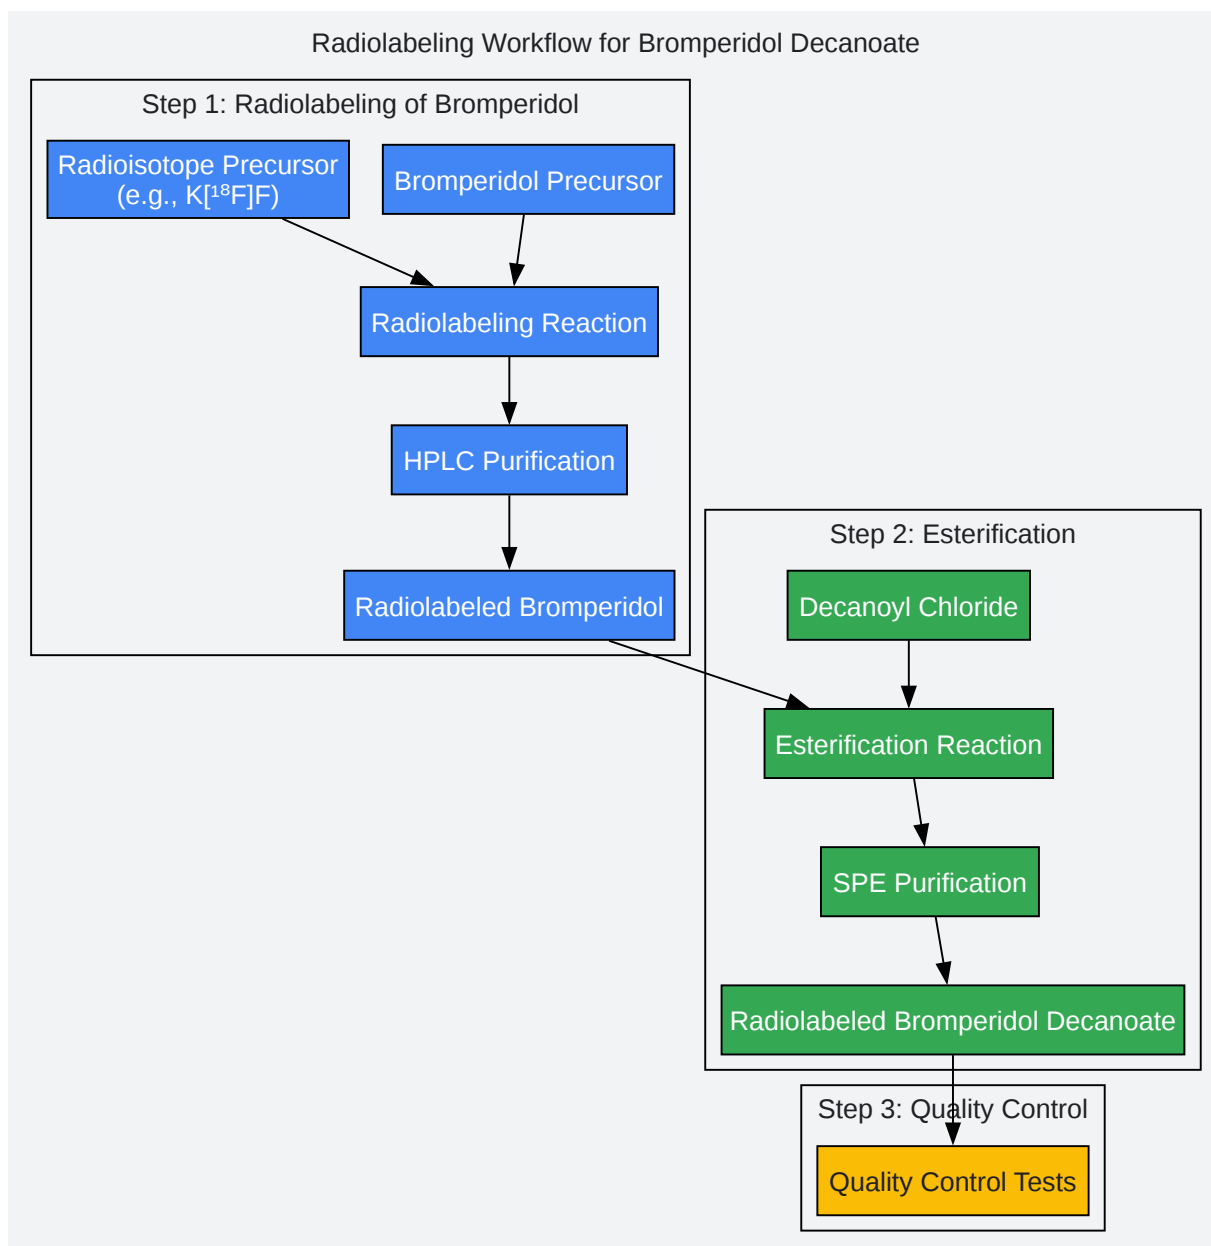 Radiolabeling Workflow for Bromperidol Decanoate
Step 1: Radiolabeling of Bromperidol
Radioisotope Precursor
(e.g., K[¹⁸F]F)
Bromperidol Precursor
Radiolabeling Reaction
HPLC Purification
Radiolabeled Bromperidol
Step 2: Esterification
Decanoyl Chloride
Esterification Reaction
SPE Purification
Radiolabeled Bromperidol Decanoate
Step 3: Quality Control
Quality Control Tests